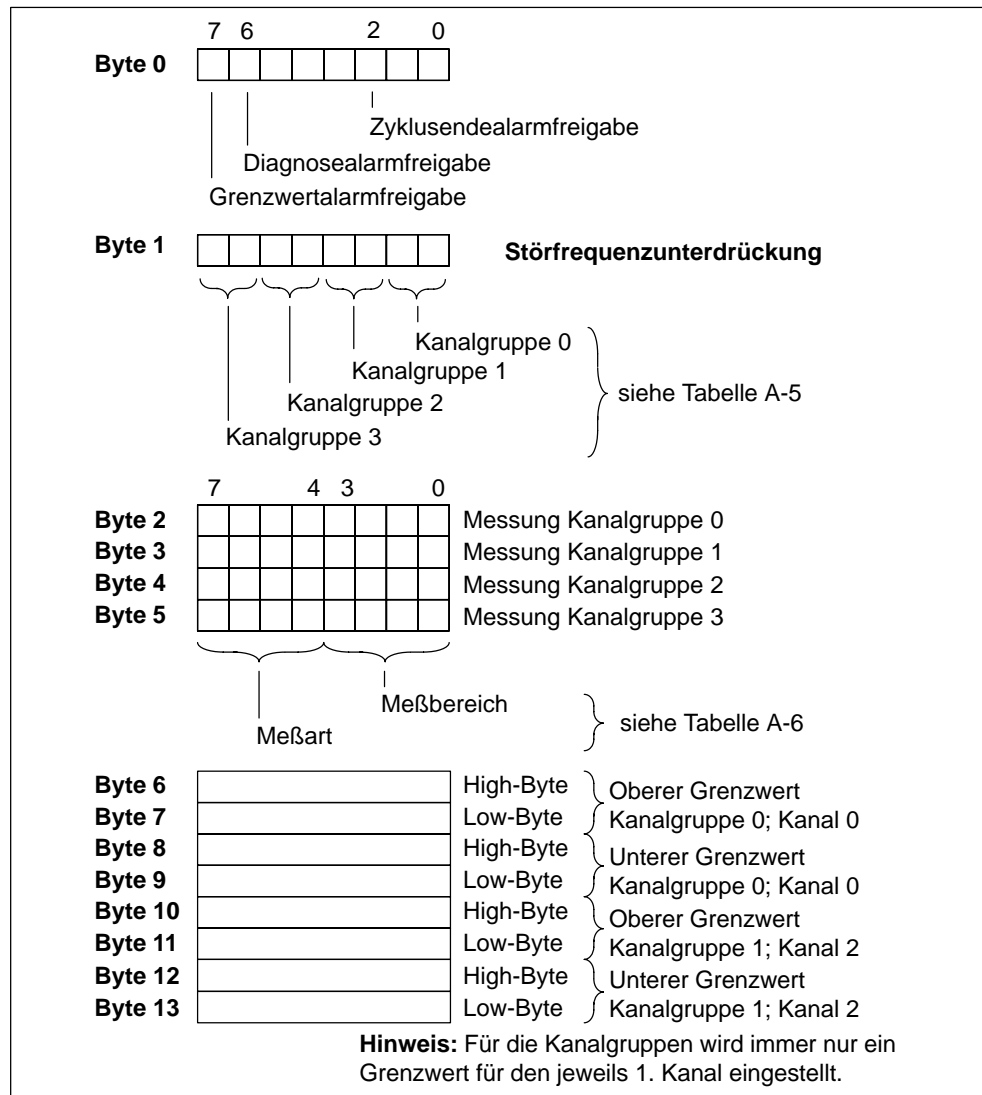 7 6 2 0
Byte 0
Zyklusendealarmfreigabe
Diagnosealarmfreigabe
Grenzwertalarmfreigabe
Byte 1 Störfrequenzunterdrückung
Kanalgruppe 0
Kanalgruppe 1
siehe Tabelle A-5
Kanalgruppe 2
Kanalgruppe 3
7 4 3 0
Byte 2 Messung Kanalgruppe 0
Byte 3 Messung Kanalgruppe 1
Byte 4 Messung Kanalgruppe 2
Byte 5 Messung Kanalgruppe 3
Meßbereich
siehe Tabelle A-6
Meßart
Byte 6 High-Byte Oberer Grenzwert
Byte 7 Low-Byte Kanalgruppe 0; Kanal 0
Byte 8 High-Byte Unterer Grenzwert
Byte 9 Low-Byte Kanalgruppe 0; Kanal 0
Byte 10 High-Byte Oberer Grenzwert
Byte 11 Low-Byte Kanalgruppe 1; Kanal 2
Byte 12 High-Byte Unterer Grenzwert
Byte 13 Low-Byte Kanalgruppe 1; Kanal 2
Hinweis: Für die Kanalgruppen wird immer nur ein
Grenzwert für den jeweils 1. Kanal eingestellt.